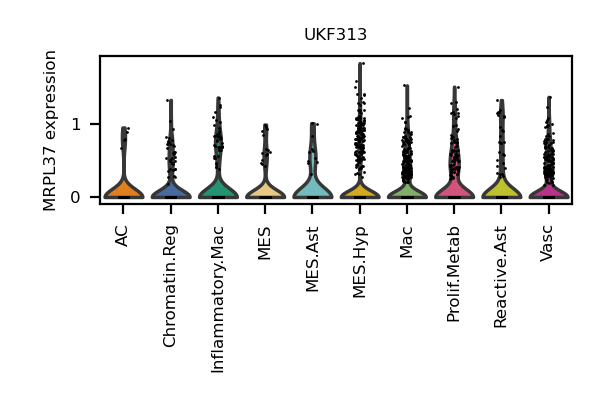 UKF313
MRPL37 expression
1
0
AC
Chromatin.Reg
Inflammatory.Mac
MES
MES.Ast
MES.Hyp
Mac
Prolif.Metab
Reactive.Ast
Vasc